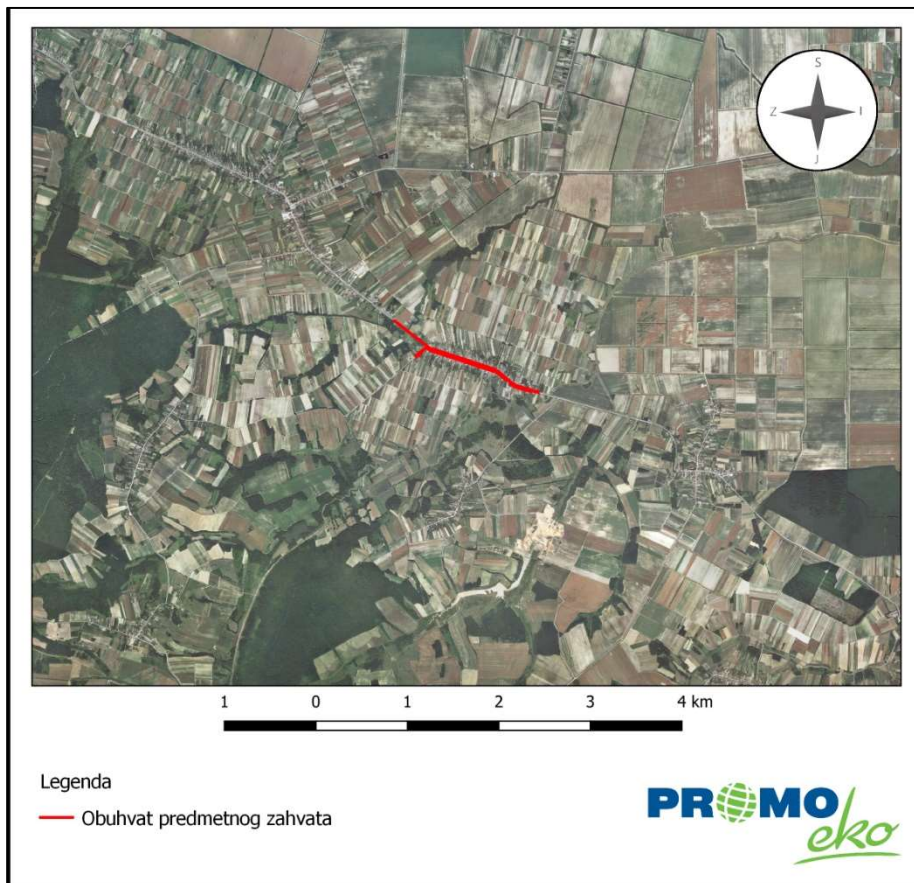 S
Z I
J
1 0 1 2 3 4 km
Legenda
Obuhvat predmetnog zahvata
PROMO
eko